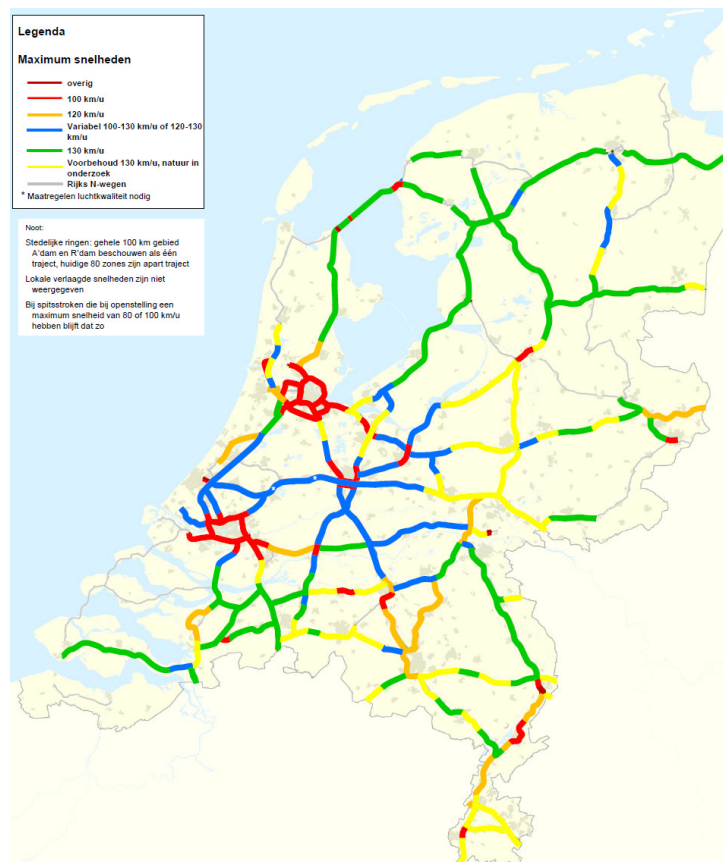 Legenda
Maximum snelheden
overig
100 km/u
120 km/u
Variabel 100-130 km/u of 120-130
km/u
130 km/u
Voorbehoud 130 km/u, natuur in
onderzoek
Rijks N-wegen
* Maatregelen luchtkwaliteit nodig
Noot:
Stedelijke ringen: gehele 100 km gebied
A'dam en R'dam beschouwen als één
traject, huidige 80 zones zijn apart traject
Lokale verlaagde snelheden zijn niet
weergegeven
Bij spitsstroken die bij openstelling een
maximum snelheid van 80 of 100 km/u
hebben blijft dat zo